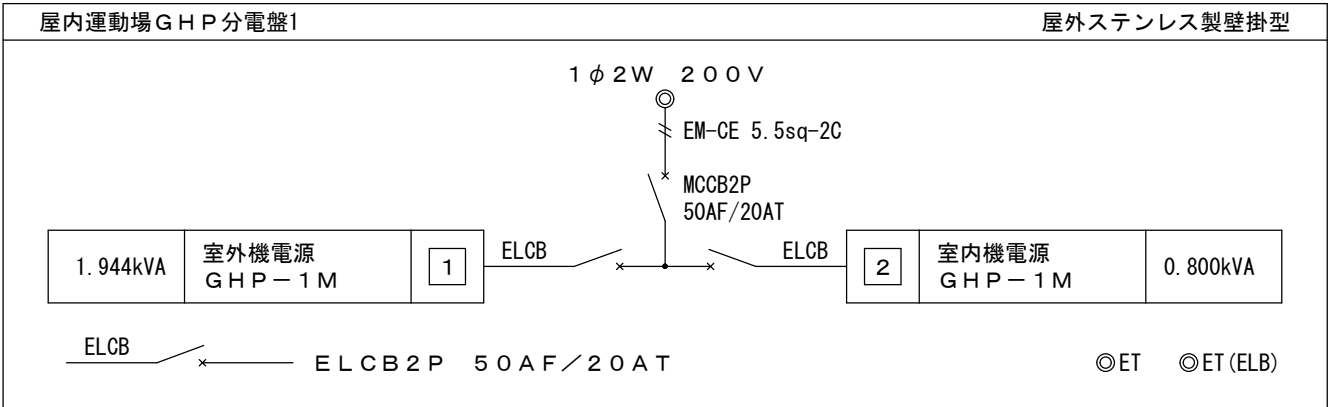 屋内運動場ＧＨＰ分電盤1
屋外ステンレス製壁掛型
１φ２Ｗ　２００Ｖ
EM-CE 5.5sq-2C
MCCB2P
50AF/20AT
1.944kVA
室外機電源
ＧＨＰ－１Ｍ
1
ELCB
ELCB
2
室内機電源
ＧＨＰ－１Ｍ
0.800kVA
ELCB
ＥＬＣＢ２Ｐ　５０ＡＦ／２０ＡＴ
◎ET
◎ET(ELB)